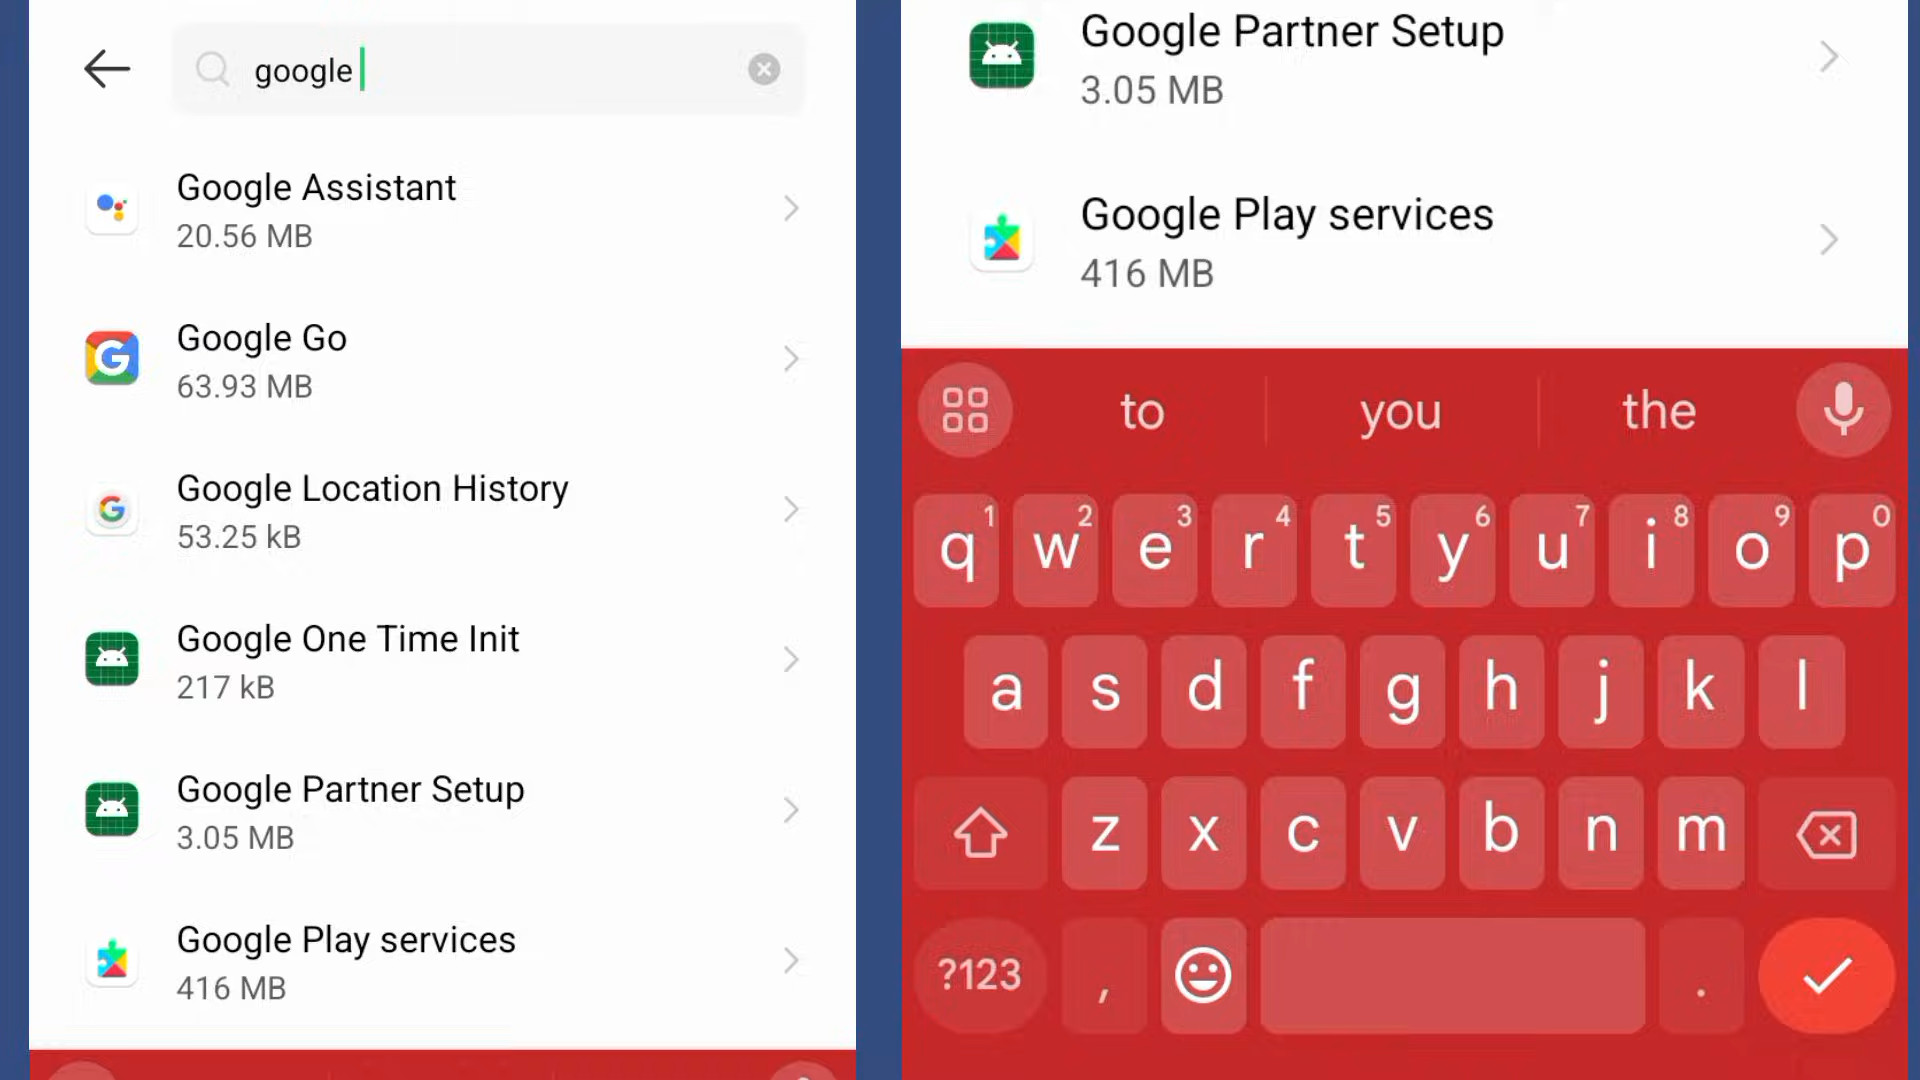 google
Google Assistant
20.56 MB
Google Go
63.93 MB
Google Location History
53.25 kB
Google One Time Init
217 kB
Google Partner Setup
3.05 MB
Google Play services
416 MB
Google Partner Setup
3.05 MB
Google Play services
416 MB
to you the
q1 w2 e3 r4 t5 y6 u7 i8 o9 p0
a s d f g h j k l
z x c v b n m
?123 , .